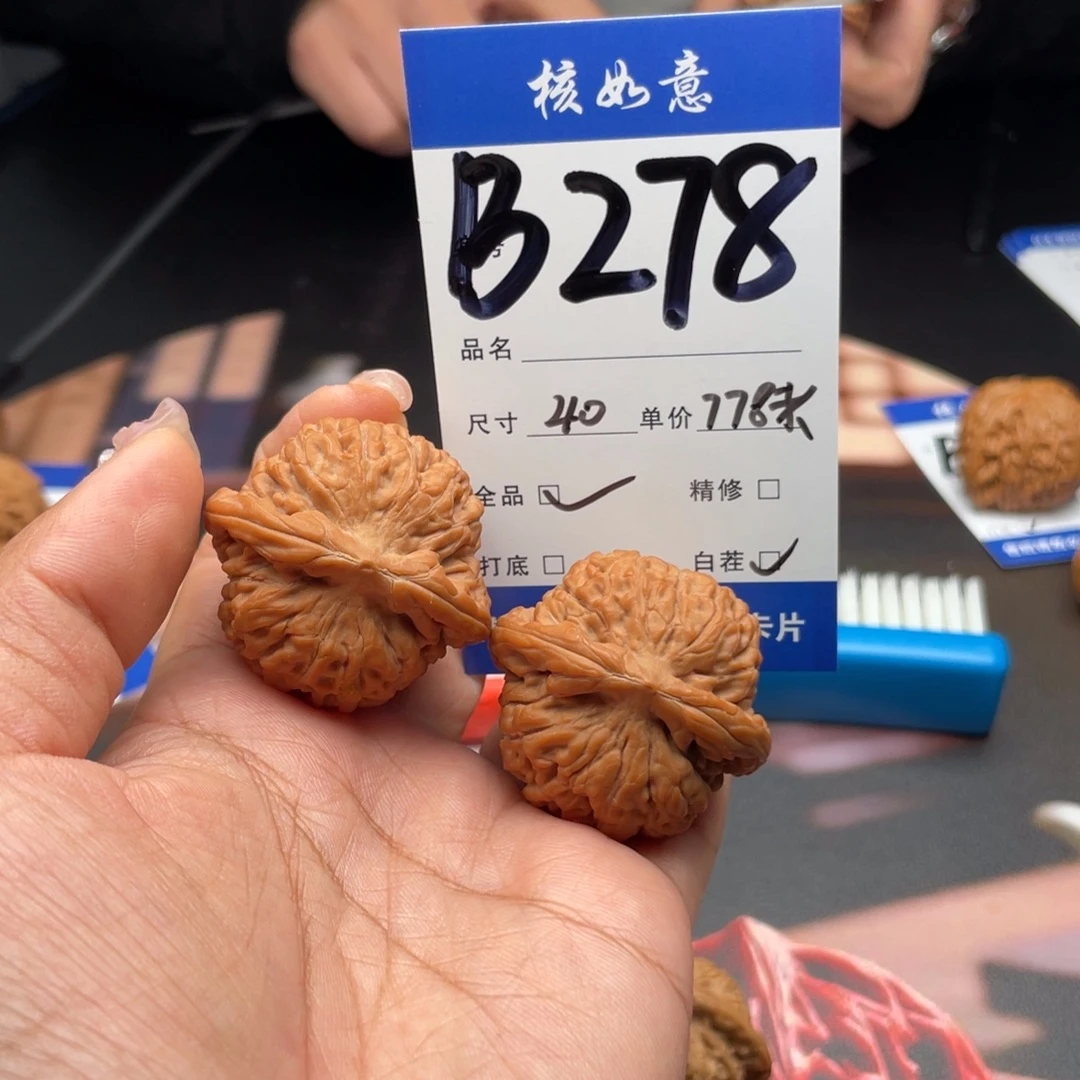 核如意
B278
品名
尺寸 40 单价 778
全品 精修
打底 白茬
卡片